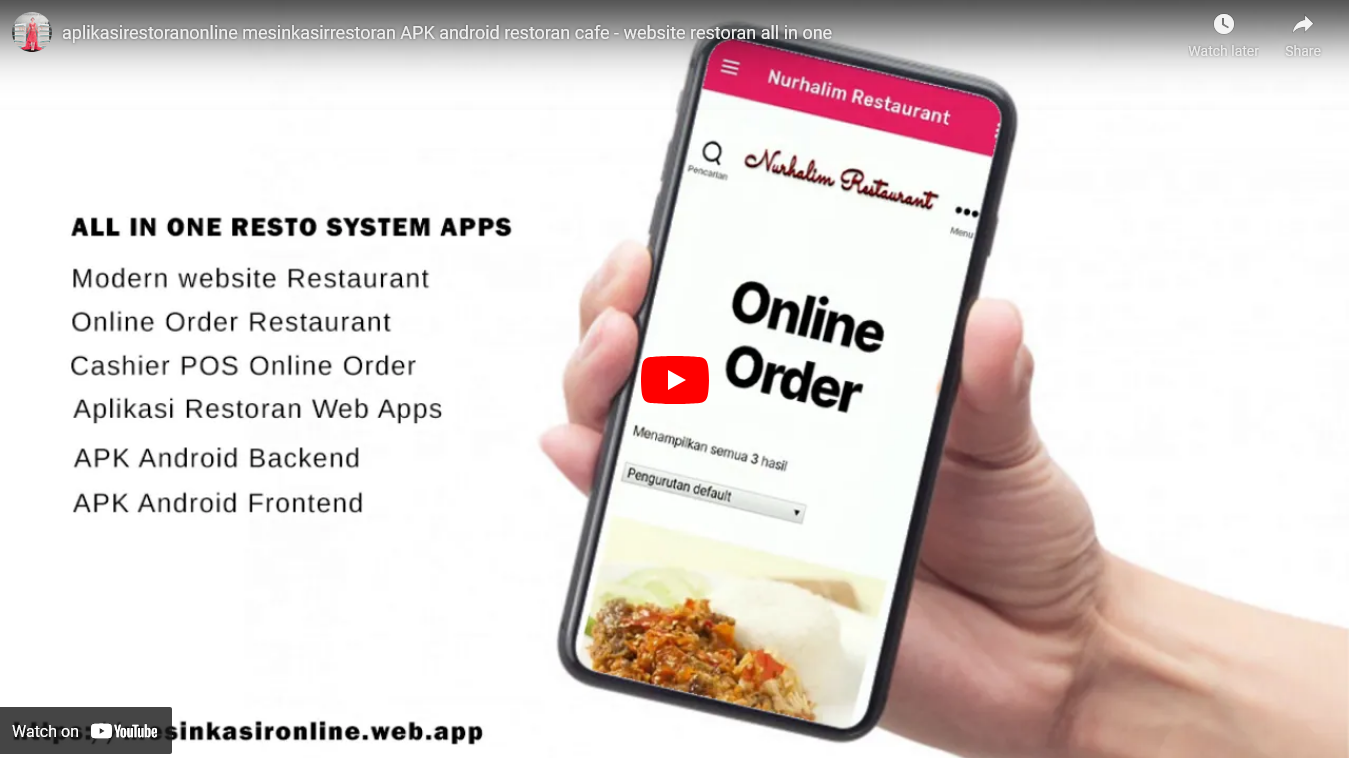 aplikasirestoranonline mesinkasirrestoran APK android restoran cafe - website restoran all in one
Watch later
Share
Nurhalim Restaurant
Pencarian
Nurhalim Restaurant
Menu
ALL IN ONE RESTO SYSTEM APPS
Modern website Restaurant
Online Order Restaurant
Cashier POS Online Order
Aplikasi Restoran Web Apps
APK Android Backend
APK Android Frontend
Online
Order
Menampilkan semua 3 hasil
Pengurutan default
Watch on YouTube
sinkasironline.web.app